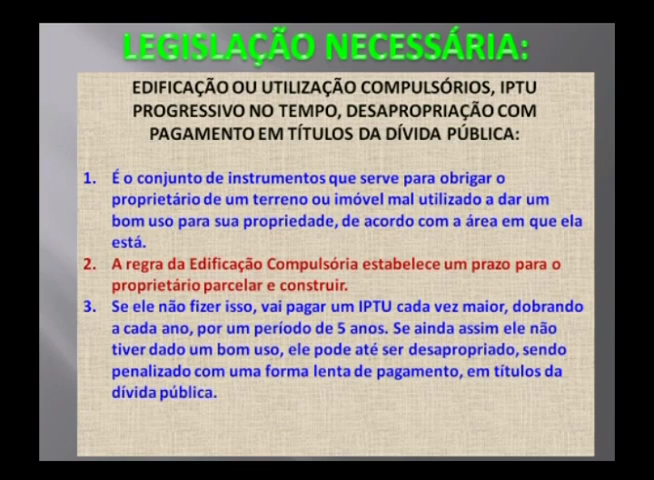 LEGISLAÇÃO NECESSÁRIA:
EDIFICAÇÃO OU UTILIZAÇÃO COMPULSÓRIOS, IPTU
PROGRESSIVO NO TEMPO, DESAPROPRIAÇÃO COM
PAGAMENTO EM TÍTULOS DA DÍVIDA PÚBLICA:
1. É o conjunto de instrumentos que serve para obrigar o
proprietário de um terreno ou imóvel mal utilizado a dar um
bom uso para sua propriedade, de acordo com a área em que ela
está.
2. A regra da Edificação Compulsória estabelece um prazo para o
proprietário parcelar e construir.
3. Se ele não fizer isso, vai pagar um IPTU cada vez maior, dobrando
a cada ano, por um período de 5 anos. Se ainda assim ele não
tiver dado um bom uso, ele pode até ser desapropriado, sendo
penalizado com uma forma lenta de pagamento, em títulos da
dívida pública.